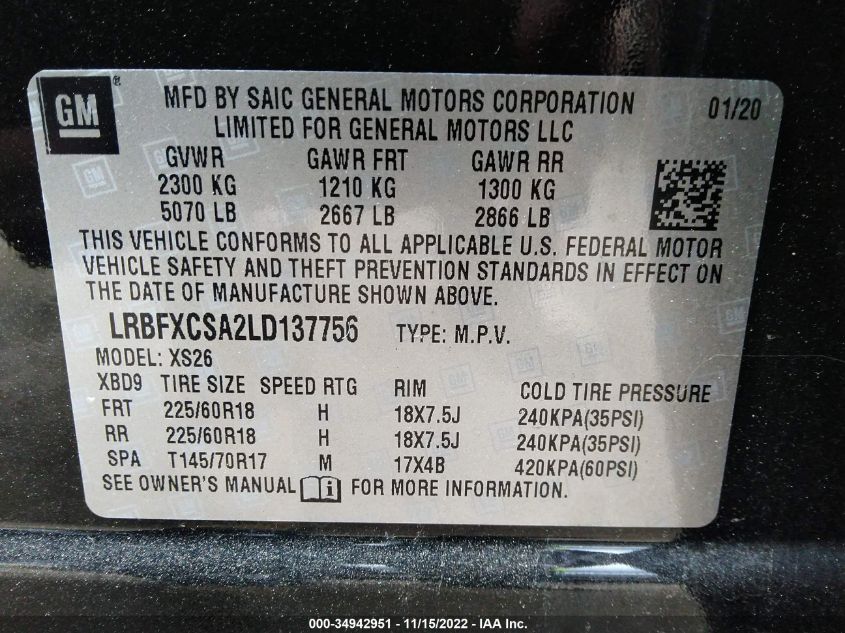 GM ®
MFD BY SAIC GENERAL MOTORS CORPORATION 01/20
LIMITED FOR GENERAL MOTORS LLC
GVWR GAWR FRT GAWR RR
2300 KG 1210 KG 1300 KG
5070 LB 2667 LB 2866 LB
THIS VEHICLE CONFORMS TO ALL APPLICABLE U.S. FEDERAL MOTOR
VEHICLE SAFETY AND THEFT PREVENTION STANDARDS IN EFFECT ON
THE DATE OF MANUFACTURE SHOWN ABOVE.
LRBFXCSA2LD137756 TYPE: M.P.V.
MODEL: XS26
XBD9 TIRE SIZE SPEED RTG RIM COLD TIRE PRESSURE
FRT 225/60R18 H 18X7.5J 240KPA(35PSI)
RR 225/60R18 H 18X7.5J 240KPA(35PSI)
SPA T145/70R17 M 17X4B 420KPA(60PSI)
SEE OWNER'S MANUAL i FOR MORE INFORMATION.
000-34942951 - 11/15/2022 - IAA Inc.